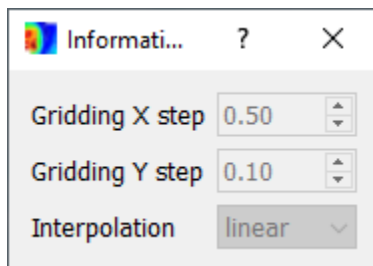 Informati... ?
Gridding X step 0.50
Gridding Y step 0.10
Interpolation linear